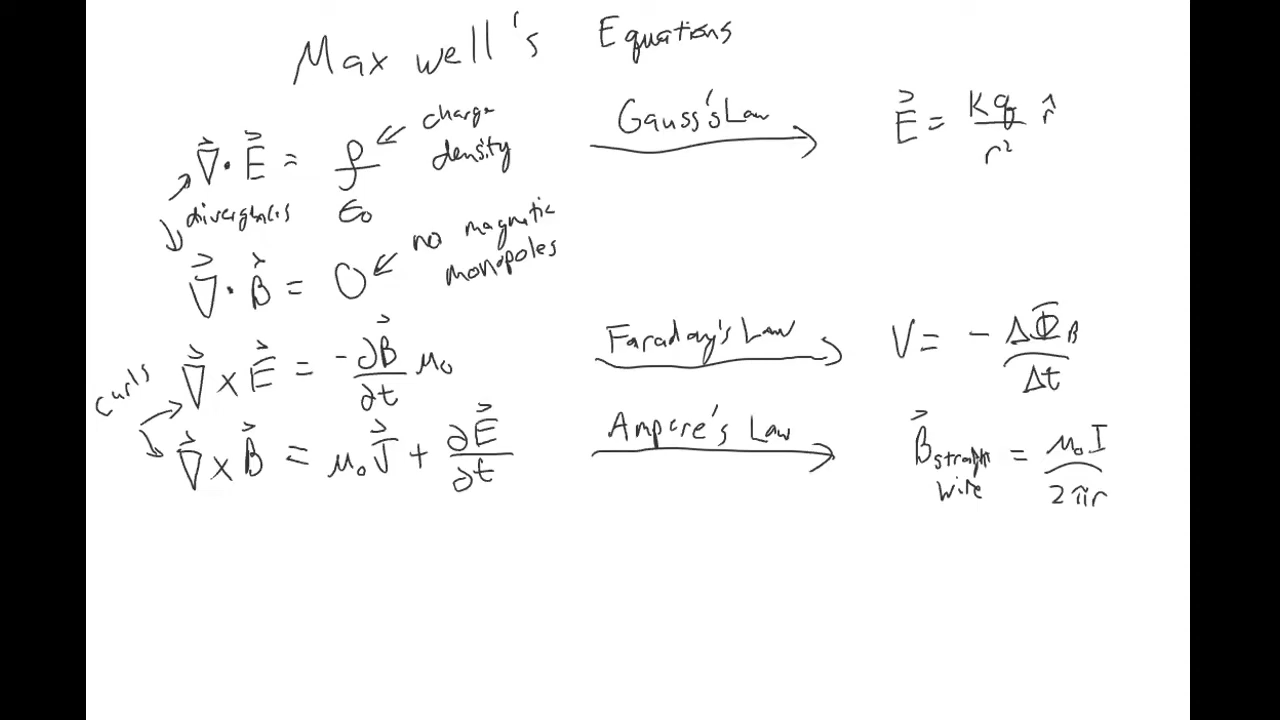 Maxwell's Equations
∇⃗ · E⃗ = ρ/ε₀ ← charge density
Gauss's Law → E⃗ = kq/r² r̂
divergences
∇⃗ · B⃗ = 0 ← no magnetic monopoles
curls
∇⃗ × E⃗ = -∂B⃗/∂t μ₀
Faraday's Law → V = -ΔΦ_B/Δt
∇⃗ × B⃗ = μ₀J⃗ + ∂E⃗/∂t
Ampere's Law → B⃗ straight wire = μ₀I/2πr